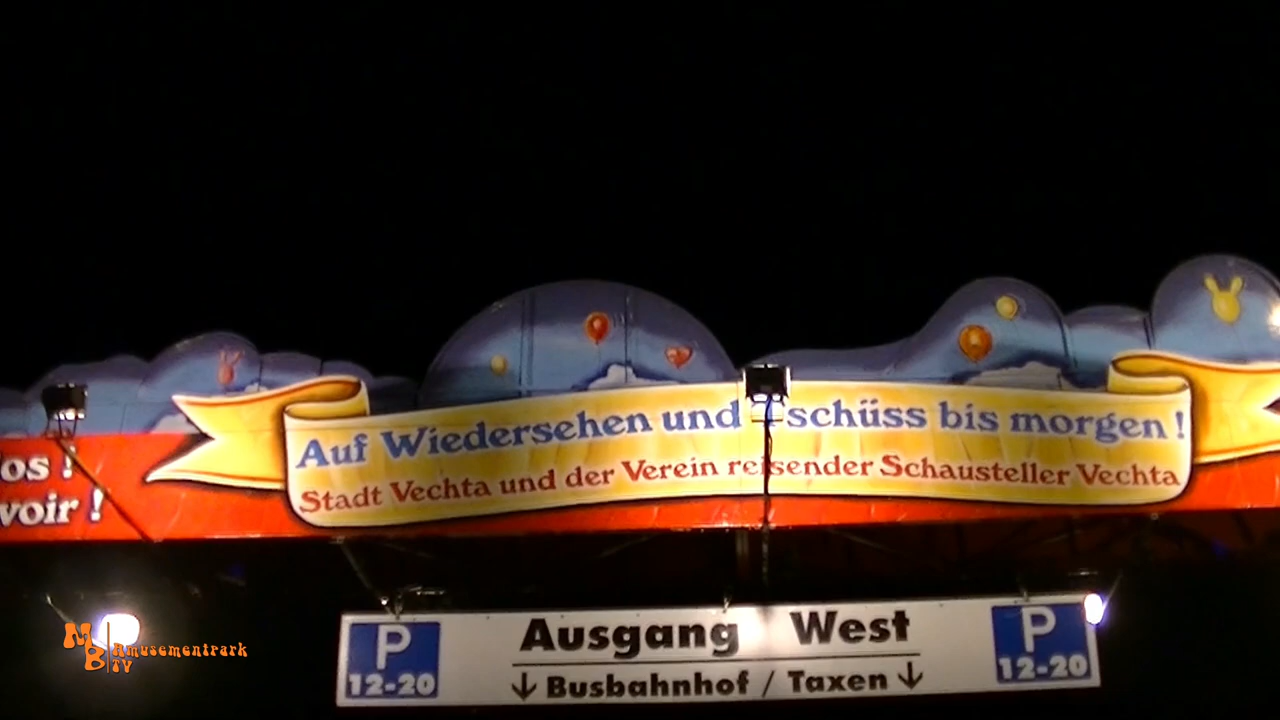 Auf Wiedersehen und Tschüss bis morgen !
Stadt Vechta und der Verein reisender Schausteller Vechta
os !
voir !
P
12-20
Ausgang West
↓ Busbahnhof / Taxen ↓
P
12-20
MB TV Amusementpark